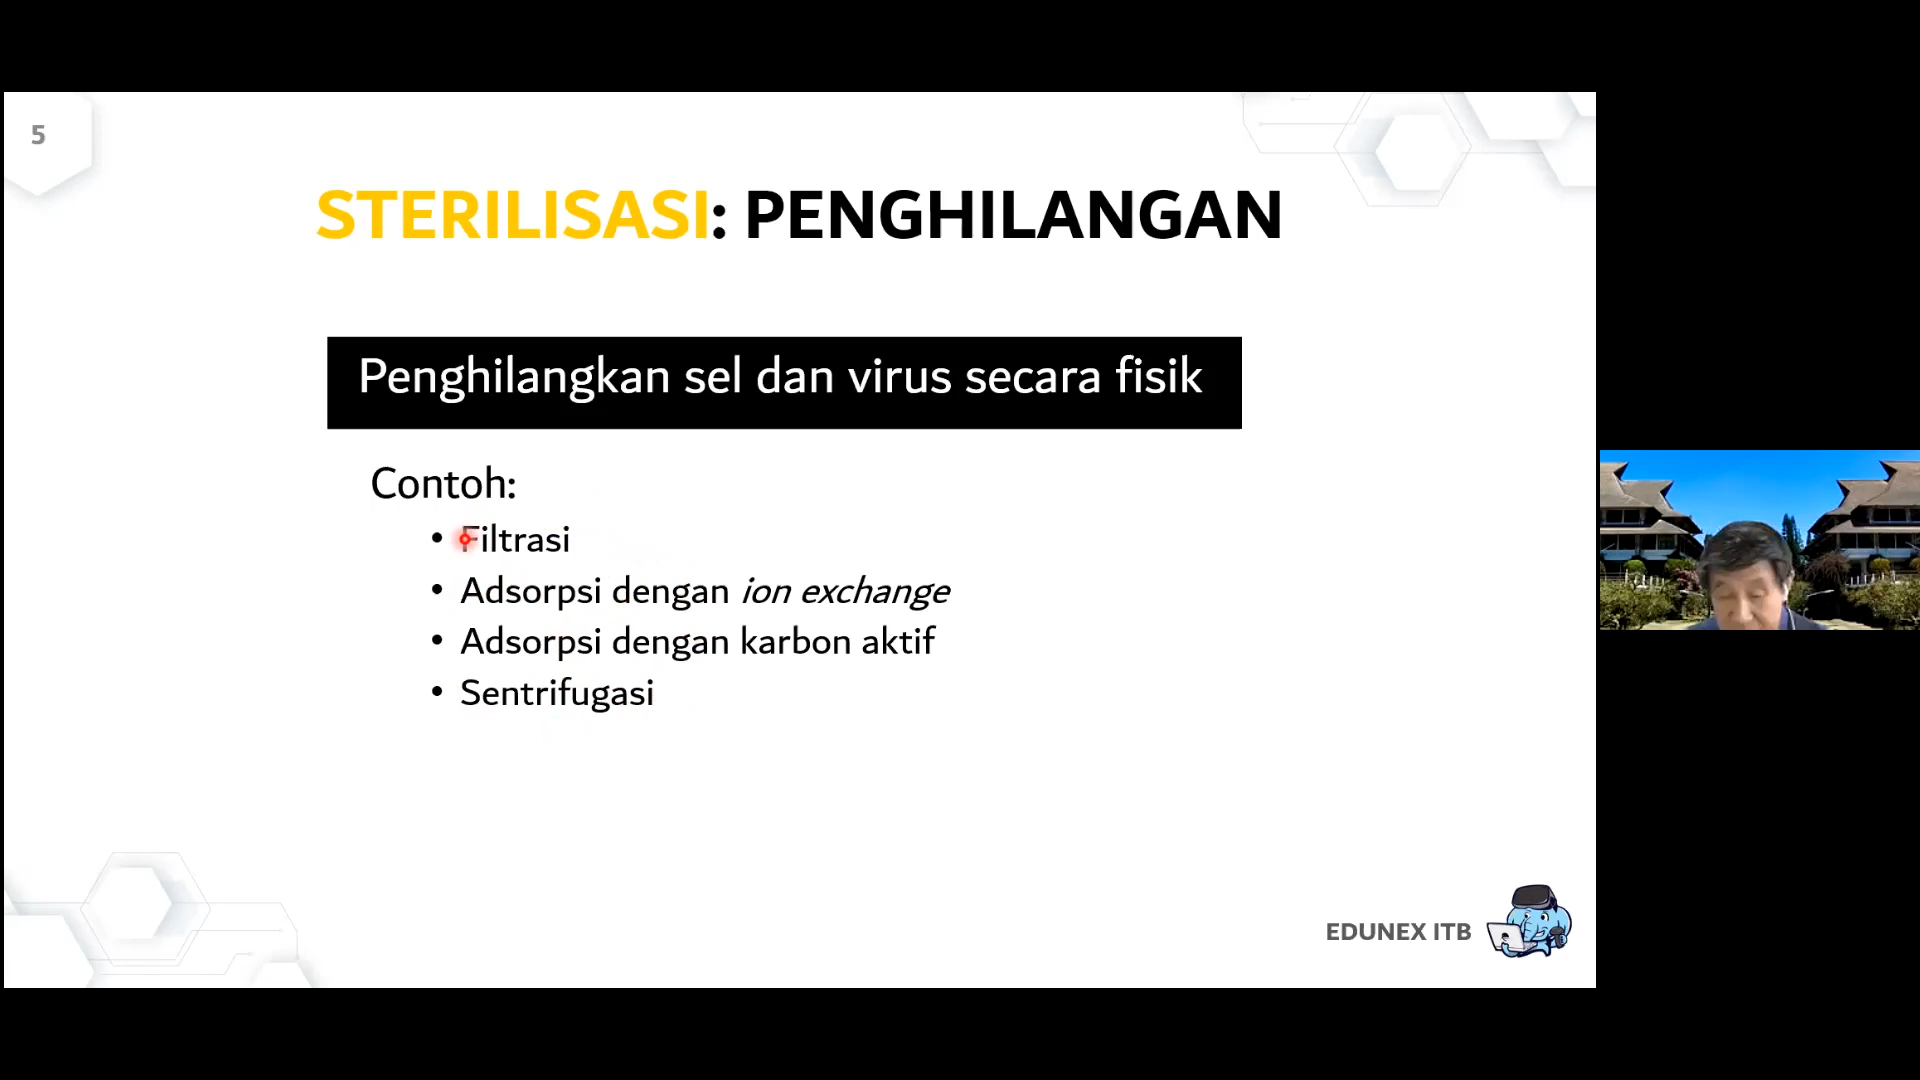 5
STERILISASI: PENGHILANGAN
Penghilangkan sel dan virus secara fisik
Contoh:
• Filtrasi
• Adsorpsi dengan ion exchange
• Adsorpsi dengan karbon aktif
• Sentrifugasi
EDUNEX ITB